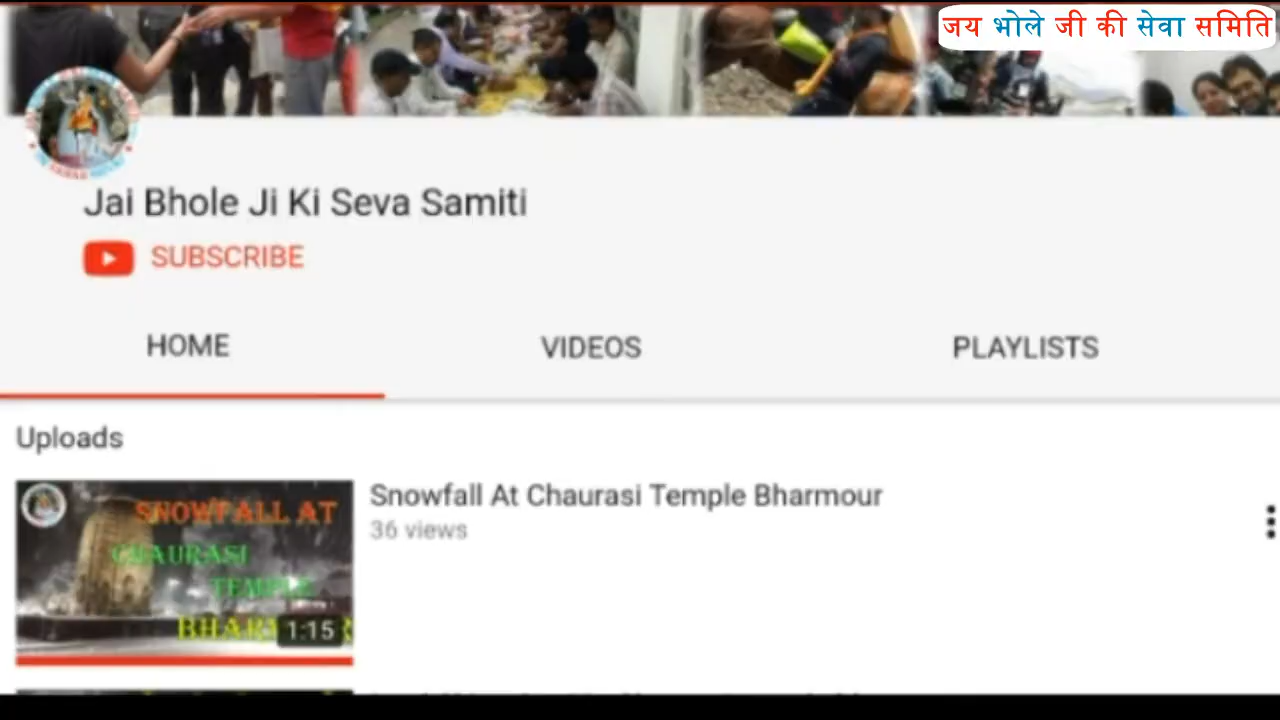 जय भोले जी की सेवा समिति
Jai Bhole Ji Ki Seva Samiti
SUBSCRIBE
HOME
VIDEOS
PLAYLISTS
Uploads
SNOWFALL AT
CHAURASI
TEMPLE
1:15
Snowfall At Chaurasi Temple Bharmour
36 views